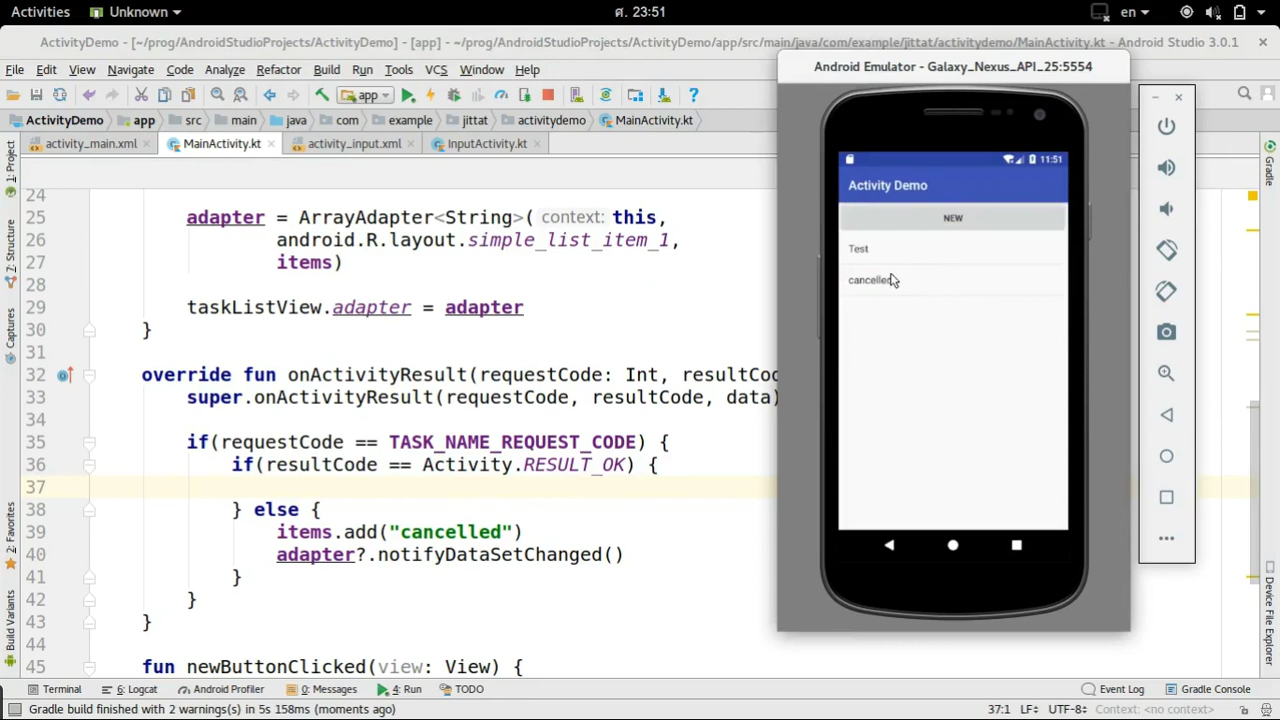 Activities
Unknown
ศ. 23:51
en
ActivityDemo - [~/prog/AndroidStudioProjects/ActivityDemo] - [app] - ~/prog/AndroidStudioProjects/ActivityDemo/app/src/main/java/com/example/jittat/activitydemo/MainActivity.kt - Android Studio 3.0.1
File Edit View Navigate Code Analyze Refactor Build Run Tools VCS Window Help
app
ActivityDemo app src main java com example jittat activitydemo MainActivity.kt
activity_main.xml MainActivity.kt activity_input.xml InputActivity.kt
24
25 adapter = ArrayAdapter<String>( context: this,
26 android.R.layout.simple_list_item_1,
27 items)
28
29 taskListView.adapter = adapter
30 }
31
32 override fun onActivityResult(requestCode: Int, resultCo
33 super.onActivityResult(requestCode, resultCode, data)
34
35 if(requestCode == TASK_NAME_REQUEST_CODE) {
36 if(resultCode == Activity.RESULT_OK) {
37
38 } else {
39 items.add("cancelled")
40 adapter?.notifyDataSetChanged()
41 }
42 }
43 }
44
45 fun newButtonClicked(view: View) {
1: Project
7: Structure
Captures
2: Favorites
Build Variants
Android Emulator - Galaxy_Nexus_API_25:5554
11:51
Activity Demo
NEW
Test
cancelled
Gradle
Device File Explorer
Terminal 6: Logcat Android Profiler 0: Messages 4: Run TODO Event Log Gradle Console
Gradle build finished with 2 warnings(s) in 5s 158ms (moments ago) 37:1 LF UTF-8 Context: <no context>